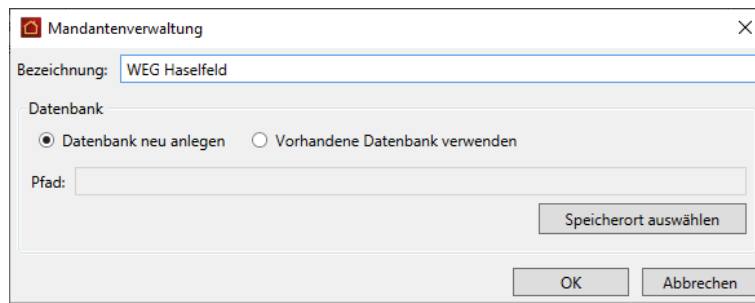 Mandantenverwaltung
Bezeichnung: WEG Haselfeld
Datenbank
Datenbank neu anlegen Vorhandene Datenbank verwenden
Pfad:
Speicherort auswählen
OK Abbrechen